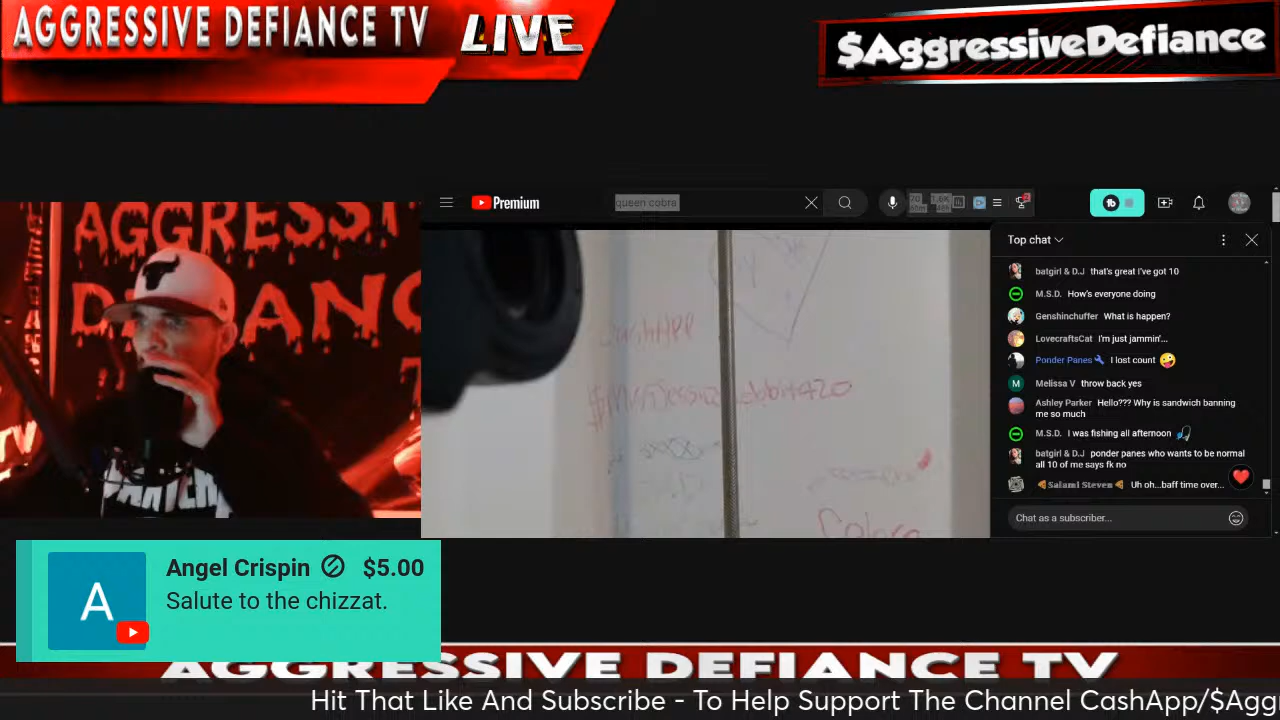 AGGRESSIVE DEFIANCE TV LIVE
$AggressiveDefiance
Premium
queen cobra
Top chat
batgirl & D.J that's great I've got 10
M.S.D. How's everyone doing
Genshinchuffer What is happen?
LovecraftsCat I'm just jammin'...
Ponder Panes I lost count
Melissa V throw back yes
Ashley Parker Hello??? Why is sandwich banning
me so much
M.S.D. I was fishing all afternoon
batgirl & D.J ponder panes who wants to be normal
all 10 of me says fk no
Salami Steven Uh oh...baff time over...
Chat as a subscriber...
AGGRESSI
DEFIANC
Angel Crispin $5.00
A
Salute to the chizzat.
AGGRESSIVE DEFIANCE TV
Hit That Like And Subscribe - To Help Support The Channel CashApp/$Agg